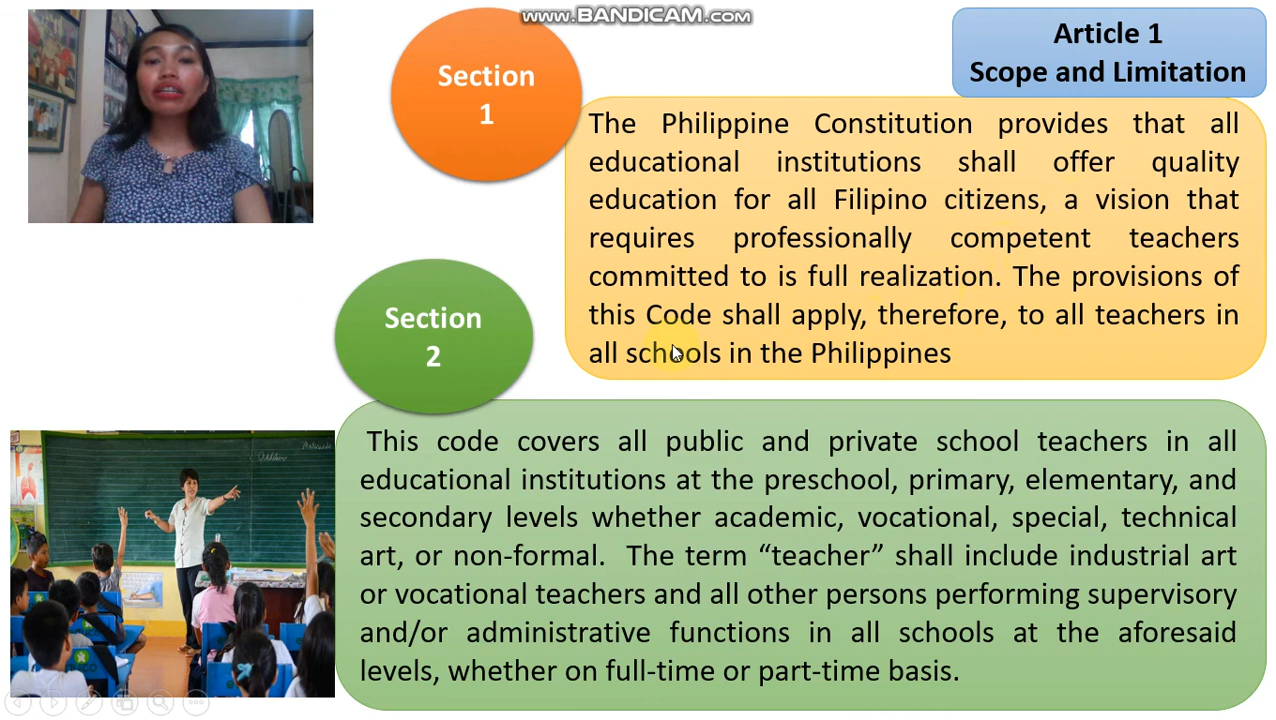 www.BANDICAM.com
Article 1
Scope and Limitation
Section
1
The Philippine Constitution provides that all
educational institutions shall offer quality
education for all Filipino citizens, a vision that
requires professionally competent teachers
committed to is full realization. The provisions of
this Code shall apply, therefore, to all teachers in
all schools in the Philippines
Section
2
This code covers all public and private school teachers in all
educational institutions at the preschool, primary, elementary, and
secondary levels whether academic, vocational, special, technical
art, or non-formal. The term “teacher” shall include industrial art
or vocational teachers and all other persons performing supervisory
and/or administrative functions in all schools at the aforesaid
levels, whether on full-time or part-time basis.